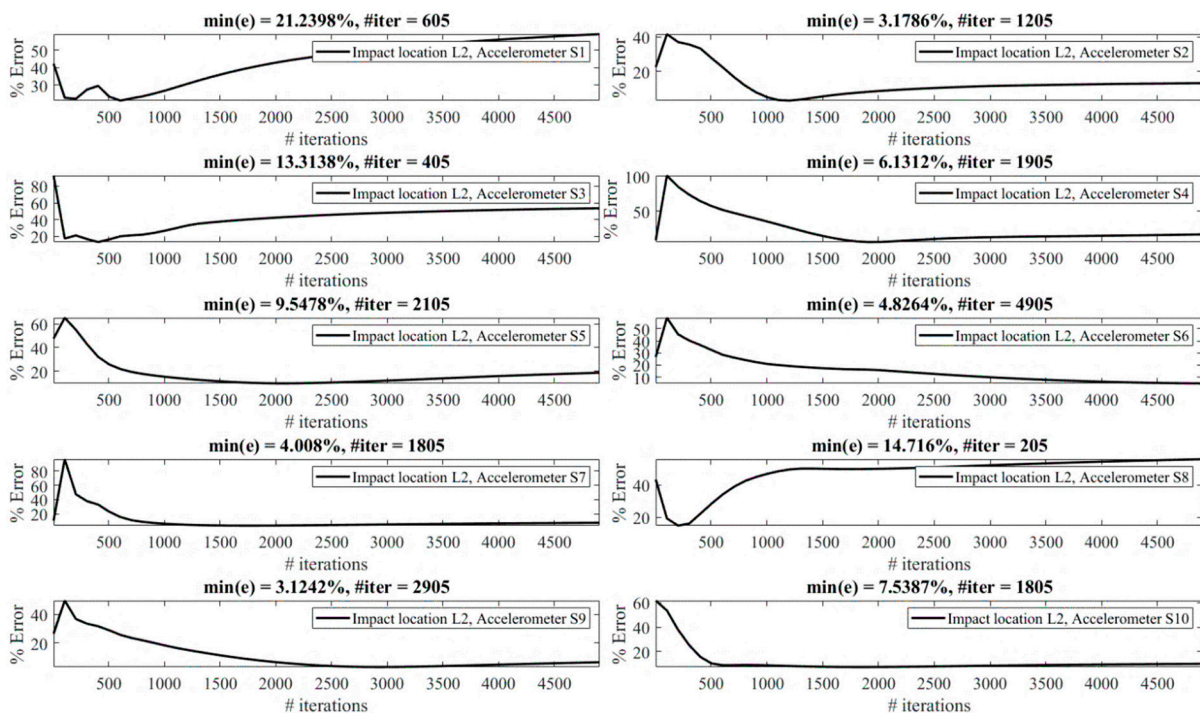 min(e) = 21.2398%, #iter = 605
% Error
50
40
30
Impact location L2, Accelerometer S1
500 1000 1500 2000 2500 3000 3500 4000 4500
# iterations
min(e) = 3.1786%, #iter = 1205
% Error
40
20
Impact location L2, Accelerometer S2
500 1000 1500 2000 2500 3000 3500 4000 4500
# iterations
min(e) = 13.3138%, #iter = 405
% Error
80
60
40
20
Impact location L2, Accelerometer S3
500 1000 1500 2000 2500 3000 3500 4000 4500
# iterations
min(e) = 6.1312%, #iter = 1905
% Error
100
50
Impact location L2, Accelerometer S4
500 1000 1500 2000 2500 3000 3500 4000 4500
# iterations
min(e) = 9.5478%, #iter = 2105
% Error
60
40
20
Impact location L2, Accelerometer S5
500 1000 1500 2000 2500 3000 3500 4000 4500
# iterations
min(e) = 4.8264%, #iter = 4905
% Error
50
40
30
20
10
Impact location L2, Accelerometer S6
500 1000 1500 2000 2500 3000 3500 4000 4500
# iterations
min(e) = 4.008%, #iter = 1805
% Error
80
60
40
20
Impact location L2, Accelerometer S7
500 1000 1500 2000 2500 3000 3500 4000 4500
# iterations
min(e) = 14.716%, #iter = 205
% Error
40
20
Impact location L2, Accelerometer S8
500 1000 1500 2000 2500 3000 3500 4000 4500
# iterations
min(e) = 3.1242%, #iter = 2905
% Error
40
20
Impact location L2, Accelerometer S9
500 1000 1500 2000 2500 3000 3500 4000 4500
# iterations
min(e) = 7.5387%, #iter = 1805
% Error
60
40
20
Impact location L2, Accelerometer S10
500 1000 1500 2000 2500 3000 3500 4000 4500
# iterations